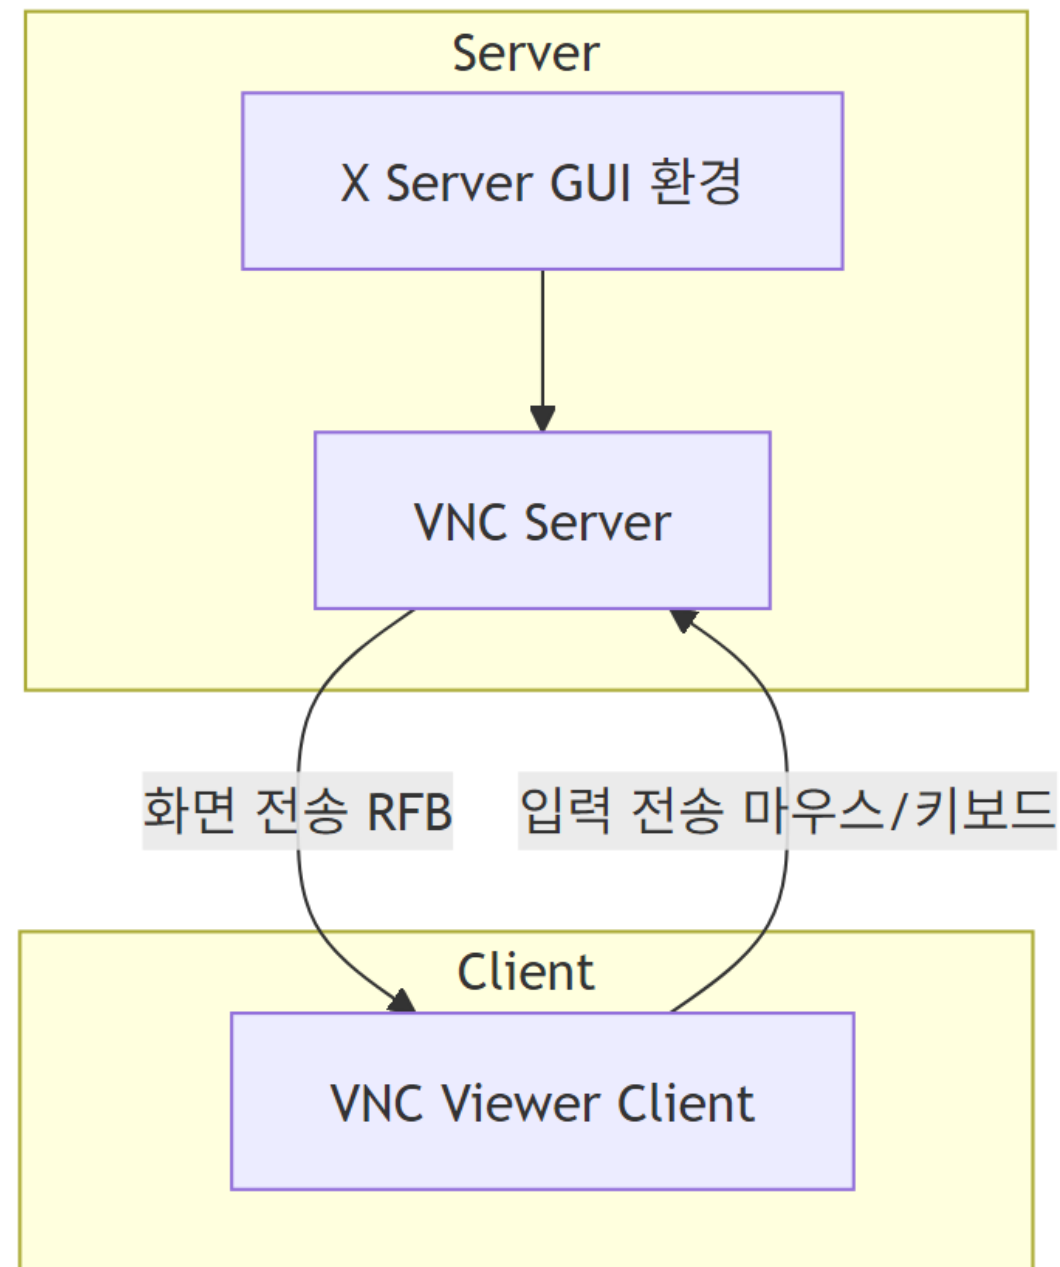 Server
X Server GUI 환경
VNC Server
화면 전송 RFB
입력 전송 마우스/키보드
Client
VNC Viewer Client